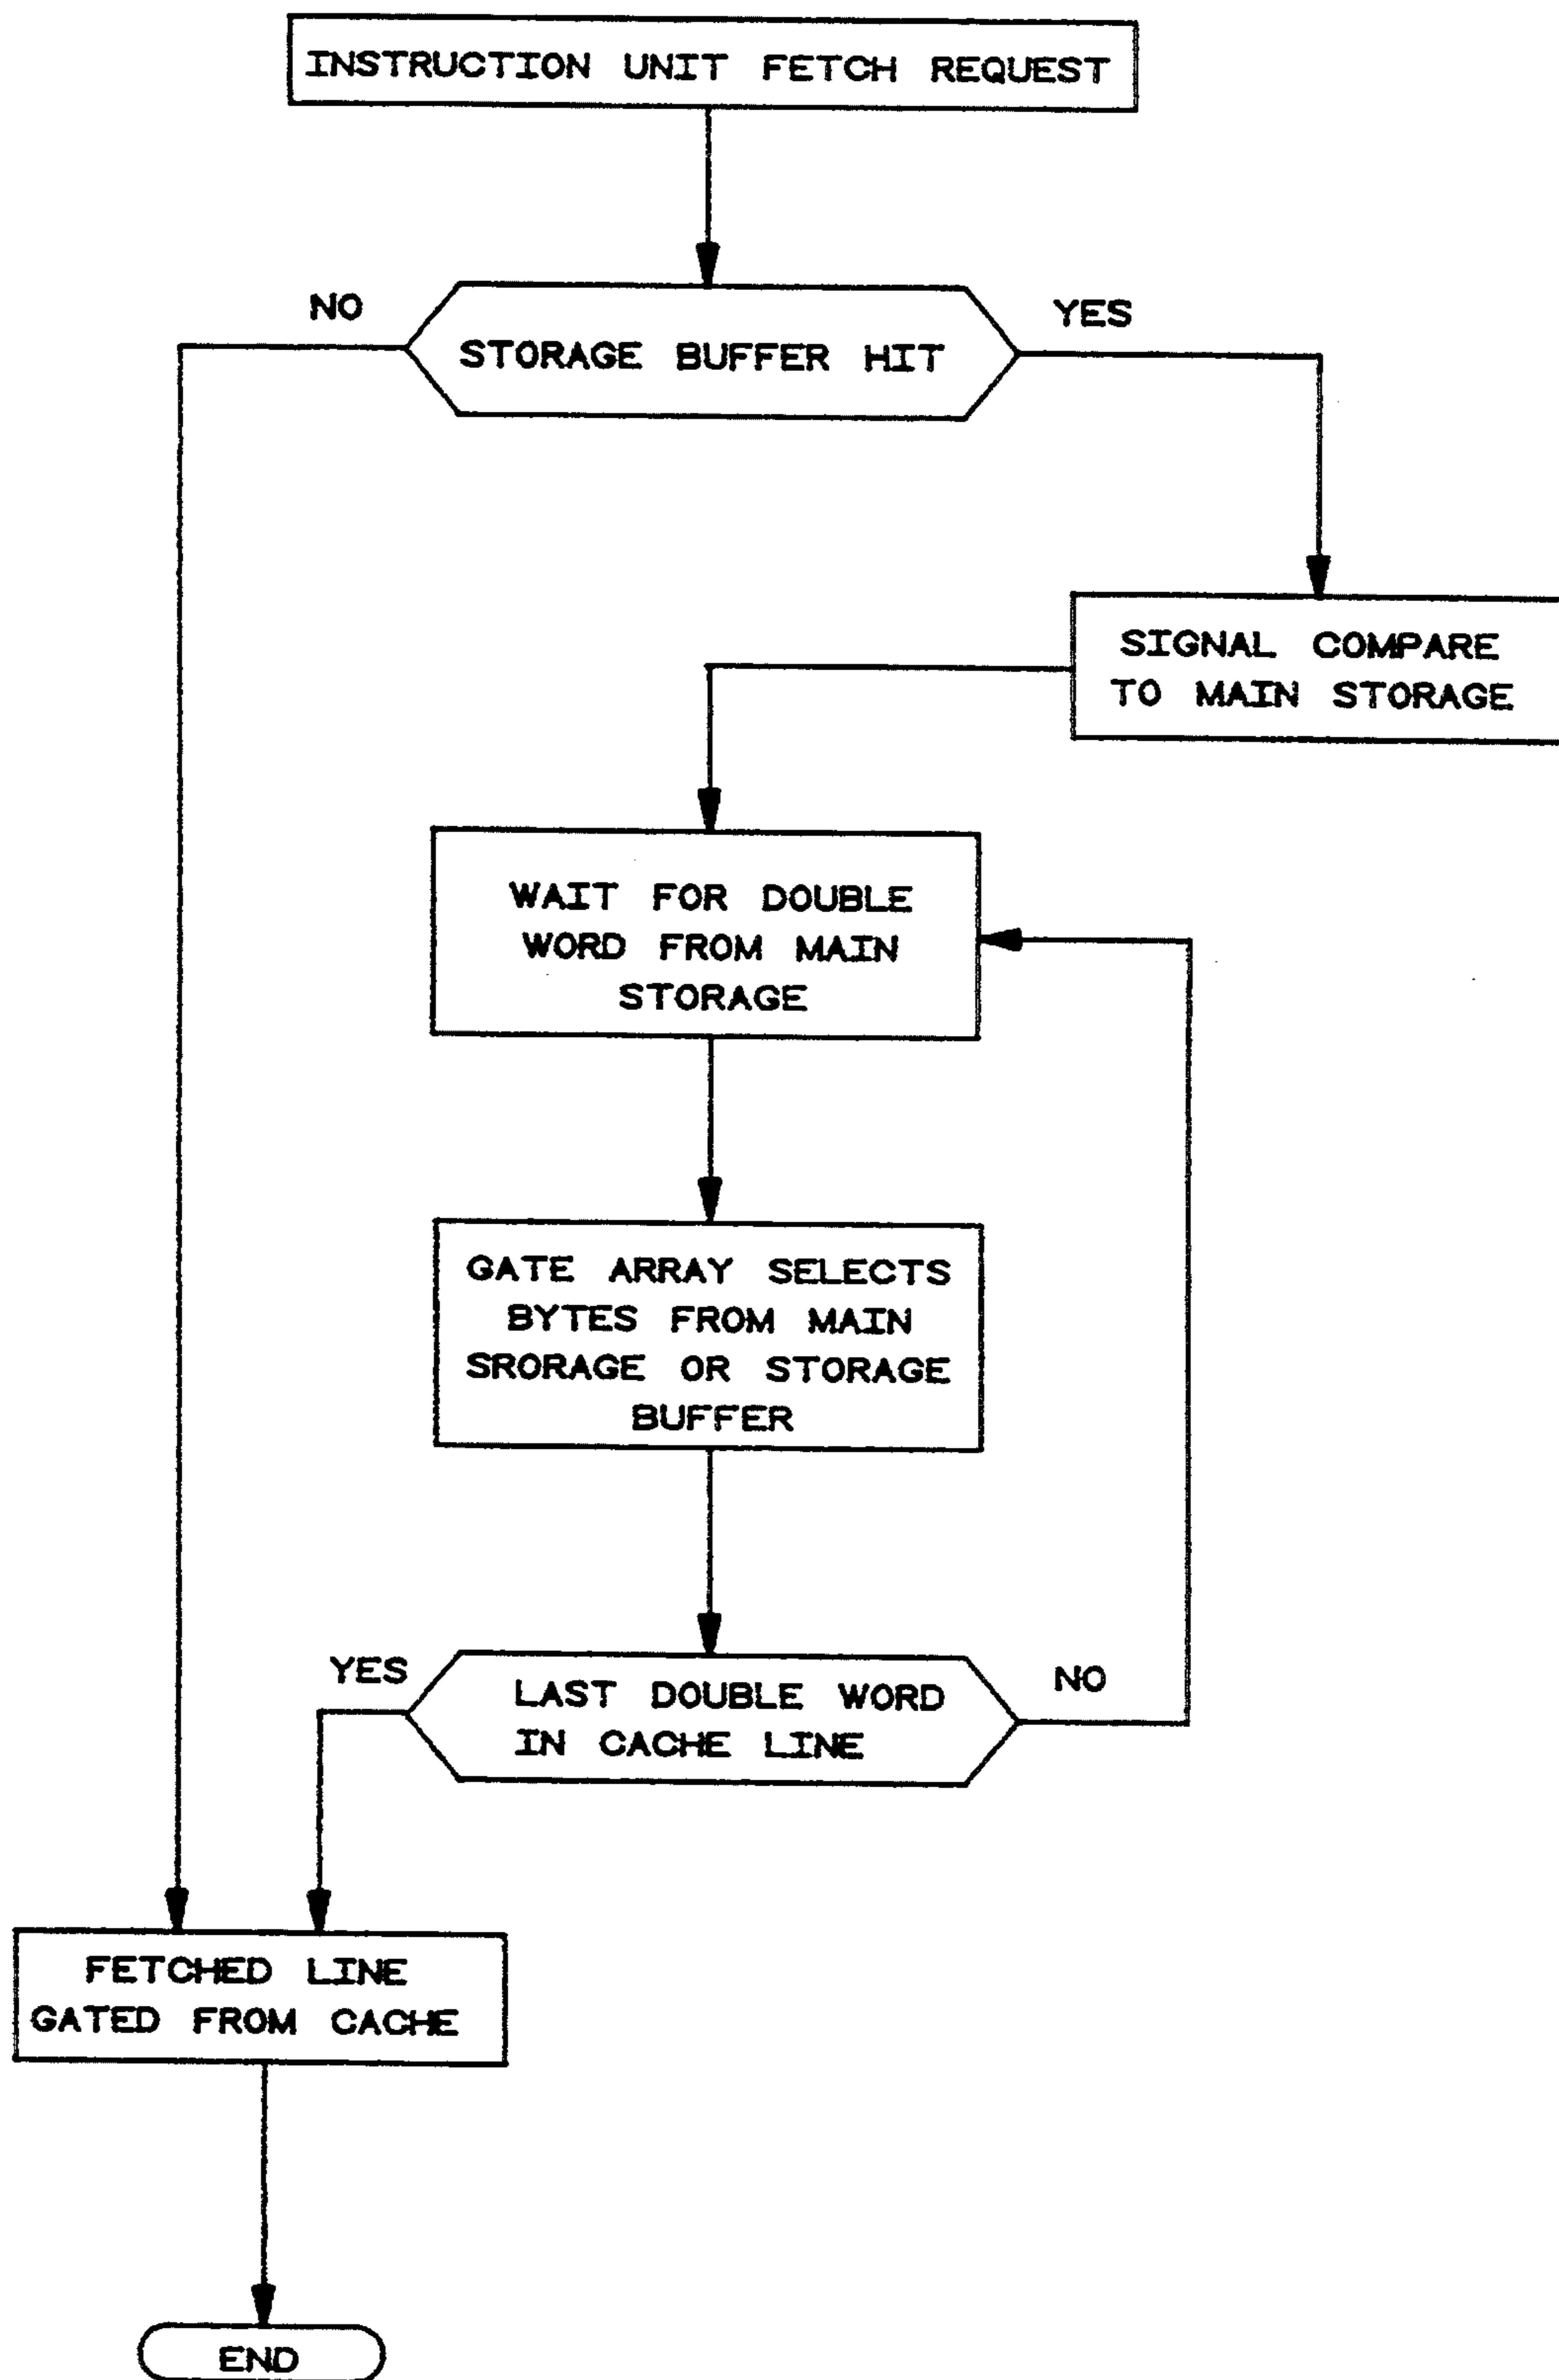 INSTRUCTION UNIT FETCH REQUEST
NO
YES
STORAGE BUFFER HIT
SIGNAL COMPARE
TO MAIN STORAGE
WAIT FOR DOUBLE
WORD FROM MAIN
STORAGE
GATE ARRAY SELECTS
BYTES FROM MAIN
SRORAGE OR STORAGE
BUFFER
YES
NO
LAST DOUBLE WORD
IN CACHE LINE
FETCHED LINE
GATED FROM CACHE
END